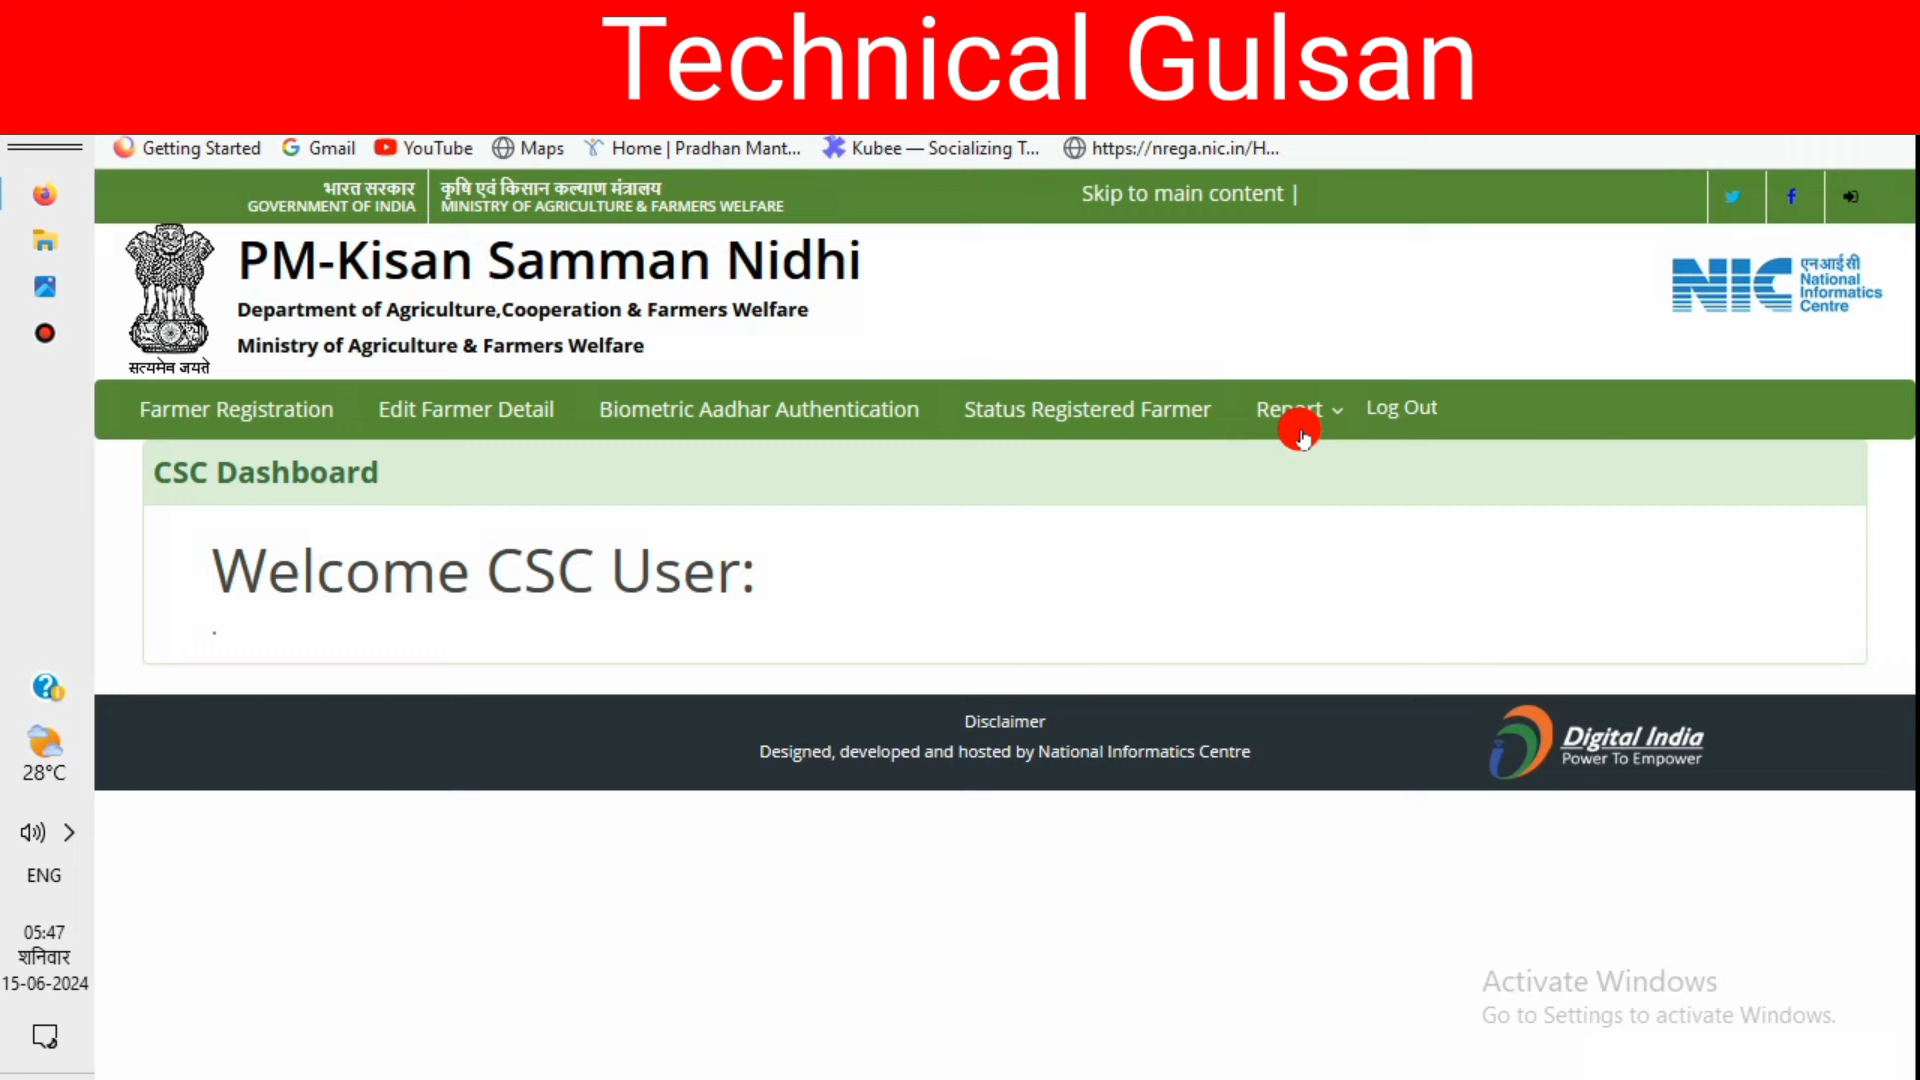 Technical Gulsan
Getting Started Gmail YouTube Maps Home | Pradhan Mant... Kubee — Socializing T... https://nrega.nic.in/H...
भारत सरकार
GOVERNMENT OF INDIA
कृषि एवं किसान कल्याण मंत्रालय
MINISTRY OF AGRICULTURE & FARMERS WELFARE
Skip to main content |
PM-Kisan Samman Nidhi
Department of Agriculture,Cooperation & Farmers Welfare
Ministry of Agriculture & Farmers Welfare
सत्यमेव जयते
NIC
एन आई सी
National
Informatics
Centre
Farmer Registration Edit Farmer Detail Biometric Aadhar Authentication Status Registered Farmer Report Log Out
CSC Dashboard
Welcome CSC User:
.
Disclaimer
Designed, developed and hosted by National Informatics Centre
Digital India
Power To Empower
28°C
ENG
05:47
शनिवार
15-06-2024
Activate Windows
Go to Settings to activate Windows.